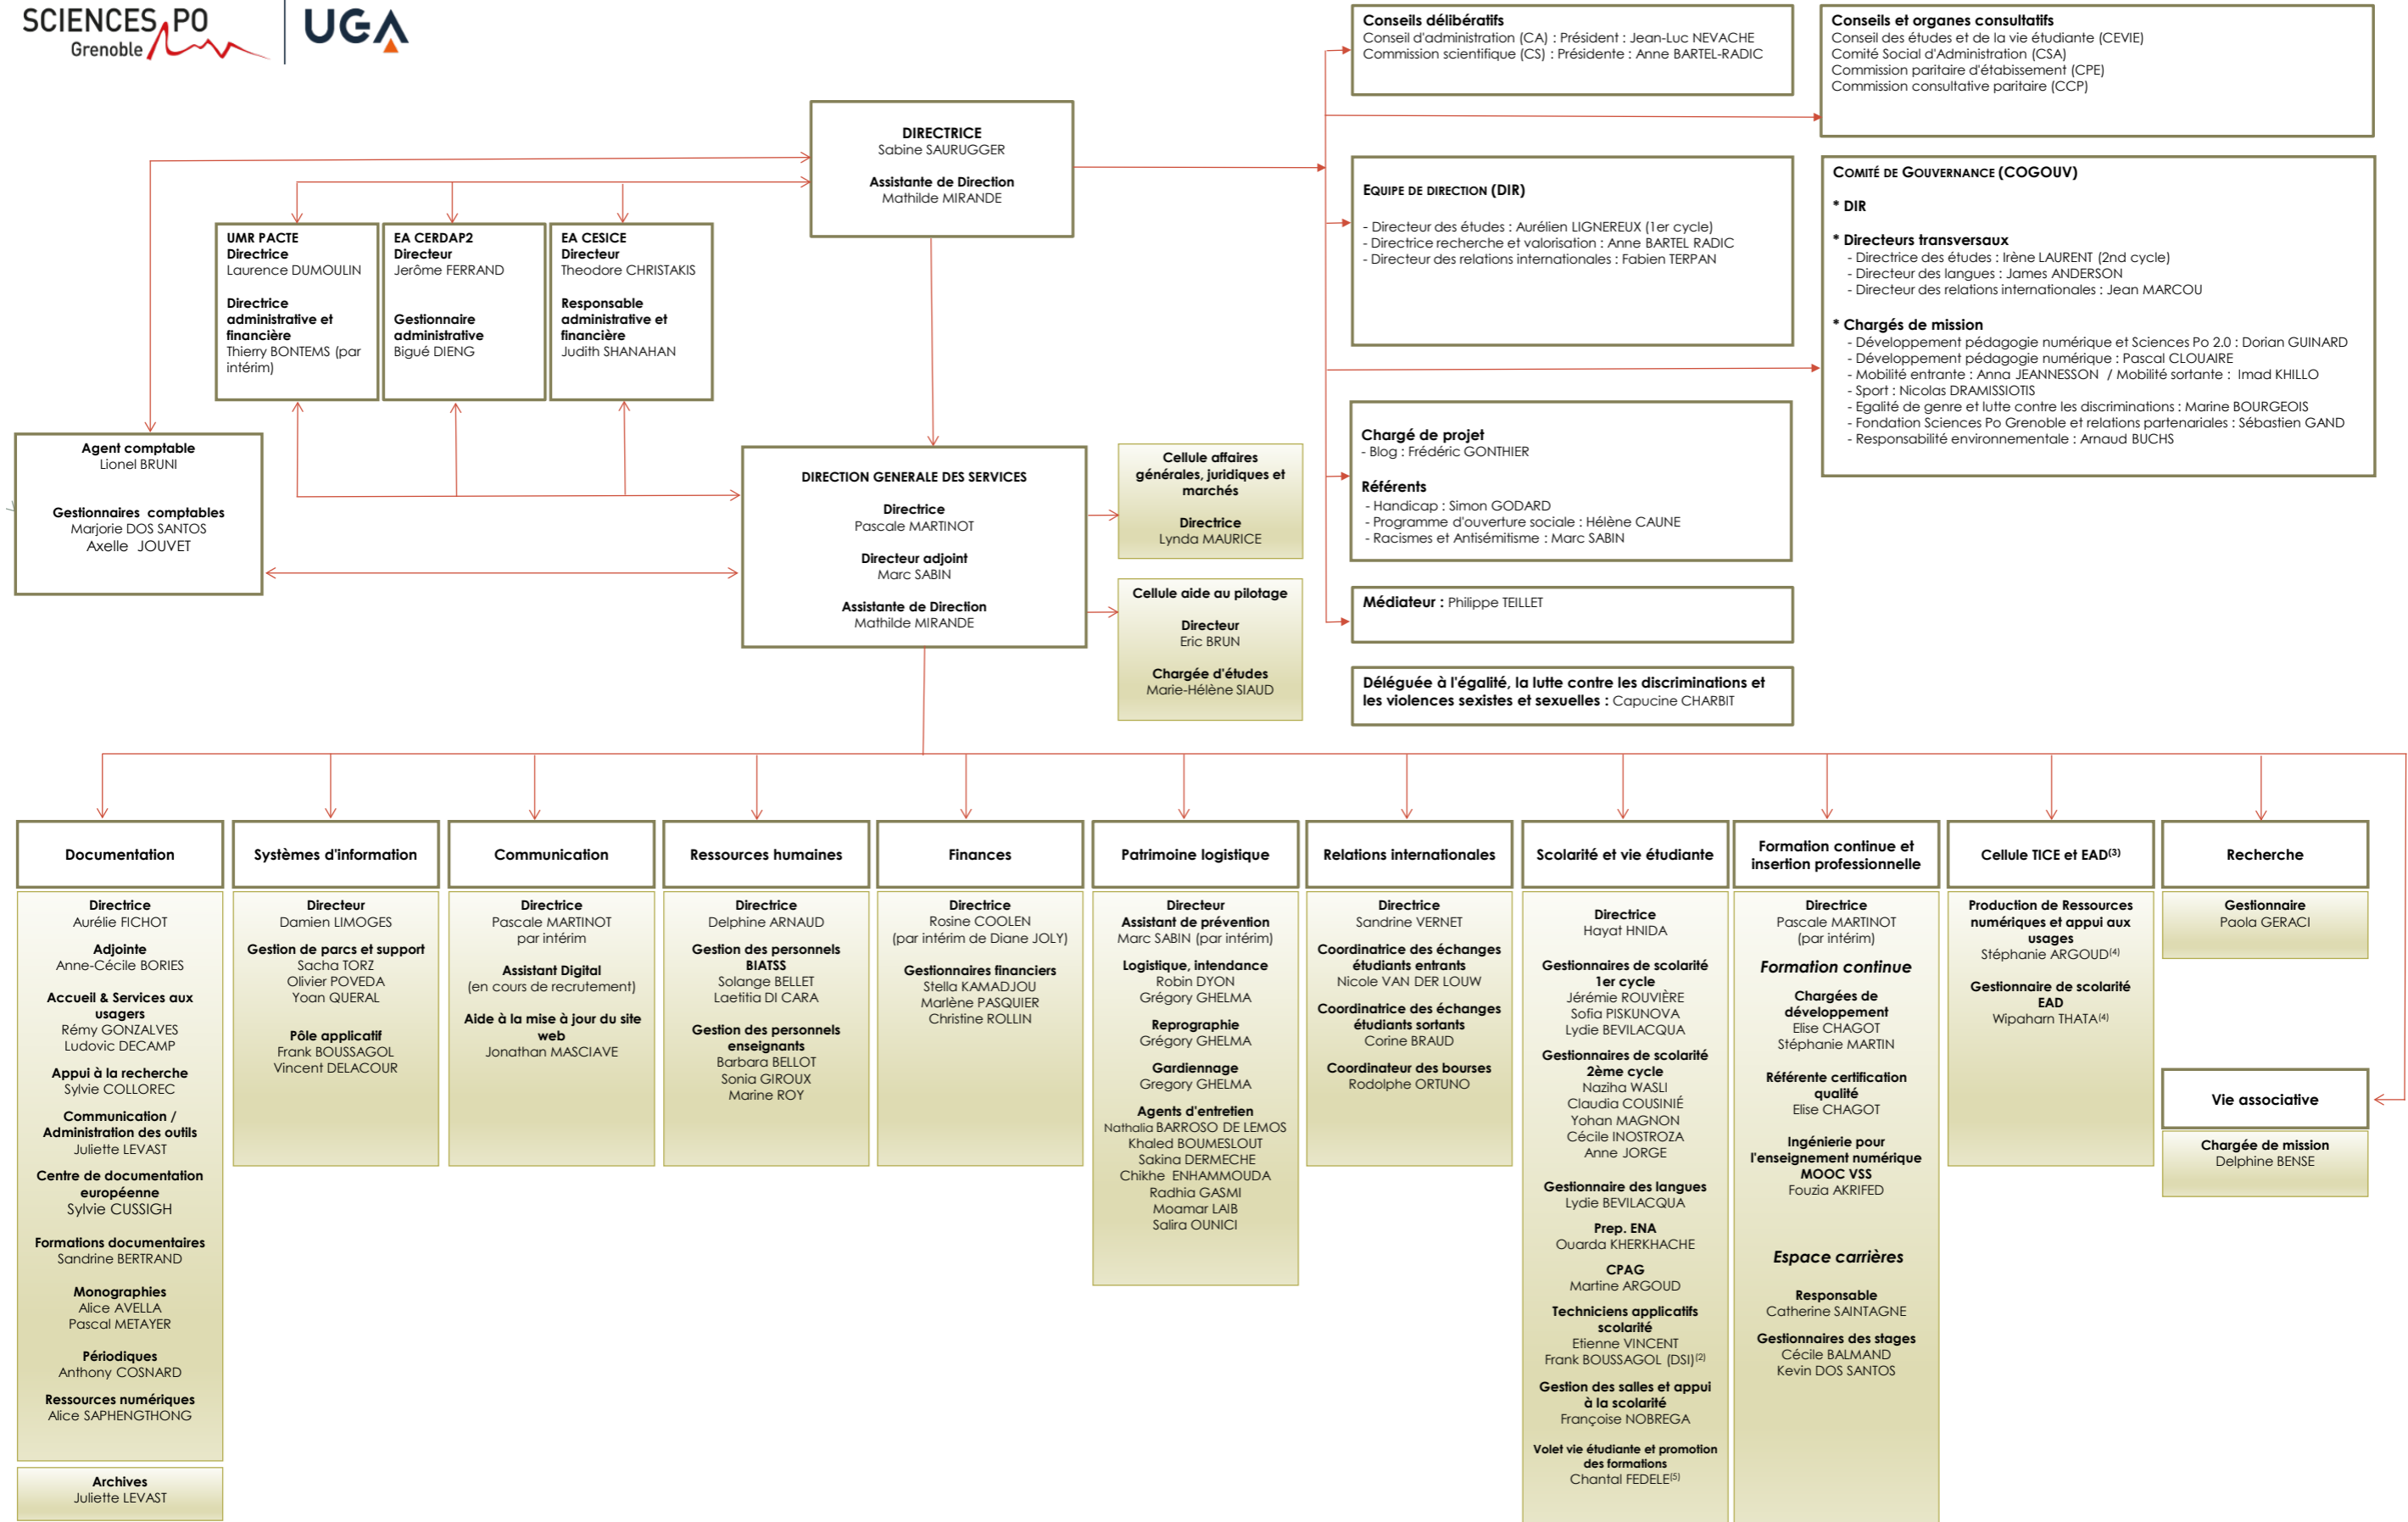 SCIENCES PO
Grenoble
UGA
Conseils délibératifs
Conseil d'administration (CA) : Président : Jean-Luc NEVACHE
Commission scientifique (CS) : Présidente : Anne BARTEL-RADIC
Conseils et organes consultatifs
Conseil des études et de la vie étudiante (CEVIE)
Comité Social d'Administration (CSA)
Commission paritaire d'étabissement (CPE)
Commission consultative paritaire (CCP)
DIRECTRICE
Sabine SAURUGGER
Assistante de Direction
Mathilde MIRANDE
EQUIPE DE DIRECTION (DIR)
- Directeur des études : Aurélien LIGNEREUX (1er cycle)
- Directrice recherche et valorisation : Anne BARTEL RADIC
- Directeur des relations internationales : Fabien TERPAN
COMITÉ DE GOUVERNANCE (COGOUV)
* DIR
* Directeurs transversaux
- Directrice des études : Irène LAURENT (2nd cycle)
- Directeur des langues : James ANDERSON
- Directeur des relations internationales : Jean MARCOU
* Chargés de mission
- Développement pédagogie numérique et Sciences Po 2.0 : Dorian GUINARD
- Développement pédagogie numérique : Pascal CLOUAIRE
- Mobilité entrante : Anna JEANNESSON / Mobilité sortante : Imad KHILLO
- Sport : Nicolas DRAMISSIOTIS
- Egalité de genre et lutte contre les discriminations : Marine BOURGEOIS
- Fondation Sciences Po Grenoble et relations partenariales : Sébastien GAND
- Responsabilité environnementale : Arnaud BUCHS
UMR PACTE
Directrice
Laurence DUMOULIN
Directrice
administrative et
financière
Thierry BONTEMS (par
intérim)
EA CERDAP2
Directeur
Jerôme FERRAND
Gestionnaire
administrative
Bigué DIENG
EA CESICE
Directeur
Theodore CHRISTAKIS
Responsable
administrative et
financière
Judith SHANAHAN
Agent comptable
Lionel BRUNI
Gestionnaires comptables
Marjorie DOS SANTOS
Axelle JOUVET
DIRECTION GENERALE DES SERVICES
Directrice
Pascale MARTINOT
Directeur adjoint
Marc SABIN
Assistante de Direction
Mathilde MIRANDE
Cellule affaires
générales, juridiques et
marchés
Directrice
Lynda MAURICE
Cellule aide au pilotage
Directeur
Eric BRUN
Chargée d'études
Marie-Hélène SIAUD
Chargé de projet
- Blog : Frédéric GONTHIER
Référents
- Handicap : Simon GODARD
- Programme d'ouverture sociale : Hélène CAUNE
- Racismes et Antisémitisme : Marc SABIN
Médiateur : Philippe TEILLET
Déléguée à l'égalité, la lutte contre les discriminations et
les violences sexistes et sexuelles : Capucine CHARBIT
Documentation
Directrice
Aurélie FICHOT
Adjointe
Anne-Cécile BORIES
Accueil & Services aux
usagers
Rémy GONZALVES
Ludovic DECAMP
Appui à la recherche
Sylvie COLLOREC
Communication /
Administration des outils
Juliette LEVAST
Centre de documentation
européenne
Sylvie CUSSIGH
Formations documentaires
Sandrine BERTRAND
Monographies
Alice AVELLA
Pascal METAYER
Périodiques
Anthony COSNARD
Ressources numériques
Alice SAPHENGTHONG
Archives
Juliette LEVAST
Systèmes d'information
Directeur
Damien LIMOGES
Gestion de parcs et support
Sacha TORZ
Olivier POVEDA
Yoan QUERAL
Pôle applicatif
Frank BOUSSAGOL
Vincent DELACOUR
Communication
Directrice
Pascale MARTINOT
par intérim
Assistant Digital
(en cours de recrutement)
Aide à la mise à jour du site
web
Jonathan MASCIAVE
Ressources humaines
Directrice
Delphine ARNAUD
Gestion des personnels
BIATSS
Solange BELLET
Laetitia DI CARA
Gestion des personnels
enseignants
Barbara BELLOT
Sonia GIROUX
Marine ROY
Finances
Directrice
Rosine COOLEN
(par intérim de Diane JOLY)
Gestionnaires financiers
Stella KAMADJOU
Marlène PASQUIER
Christine ROLLIN
Patrimoine logistique
Directeur
Assistant de prévention
Marc SABIN (par intérim)
Logistique, intendance
Robin DYON
Grégory GHELMA
Reprographie
Grégory GHELMA
Gardiennage
Gregory GHELMA
Agents d'entretien
Nathalia BARROSO DE LEMOS
Khaled BOUMESLOUT
Sakina DERMECHE
Chikhe ENHAMMOUDA
Radhia GASMI
Moamar LAIB
Salira OUNICI
Relations internationales
Directrice
Sandrine VERNET
Coordinatrice des échanges
étudiants entrants
Nicole VAN DER LOUW
Coordinatrice des échanges
étudiants sortants
Corine BRAUD
Coordinateur des bourses
Rodolphe ORTUNO
Scolarité et vie étudiante
Directrice
Hayat HNIDA
Gestionnaires de scolarité
1er cycle
Jérémie ROUVIÈRE
Sofia PISKUNOVA
Lydie BEVILACQUA
Gestionnaires de scolarité
2ème cycle
Naziha WASLI
Claudia COUSINIÉ
Yohan MAGNON
Cécile INOSTROZA
Anne JORGE
Gestionnaire des langues
Lydie BEVILACQUA
Prep. ENA
Ouarda KHERKHACHE
CPAG
Martine ARGOUD
Techniciens applicatifs
scolarité
Etienne VINCENT
Frank BOUSSAGOL (DSI)(2)
Gestion des salles et appui
à la scolarité
Françoise NOBREGA
Volet vie étudiante et promotion
des formations
Chantal FEDELE(5)
Formation continue et
insertion professionnelle
Directrice
Pascale MARTINOT
(par intérim)
Formation continue
Chargées de
développement
Elise CHAGOT
Stéphanie MARTIN
Référente certification
qualité
Elise CHAGOT
Ingénierie pour
l'enseignement numérique
MOOC VSS
Fouzia AKRIFED
Espace carrières
Responsable
Catherine SAINTAGNE
Gestionnaires des stages
Cécile BALMAND
Kevin DOS SANTOS
Cellule TICE et EAD(3)
Production de Ressources
numériques et appui aux
usages
Stéphanie ARGOUD(4)
Gestionnaire de scolarité
EAD
Wipaharn THATA(4)
Recherche
Gestionnaire
Paola GERACI
Vie associative
Chargée de mission
Delphine BENSE